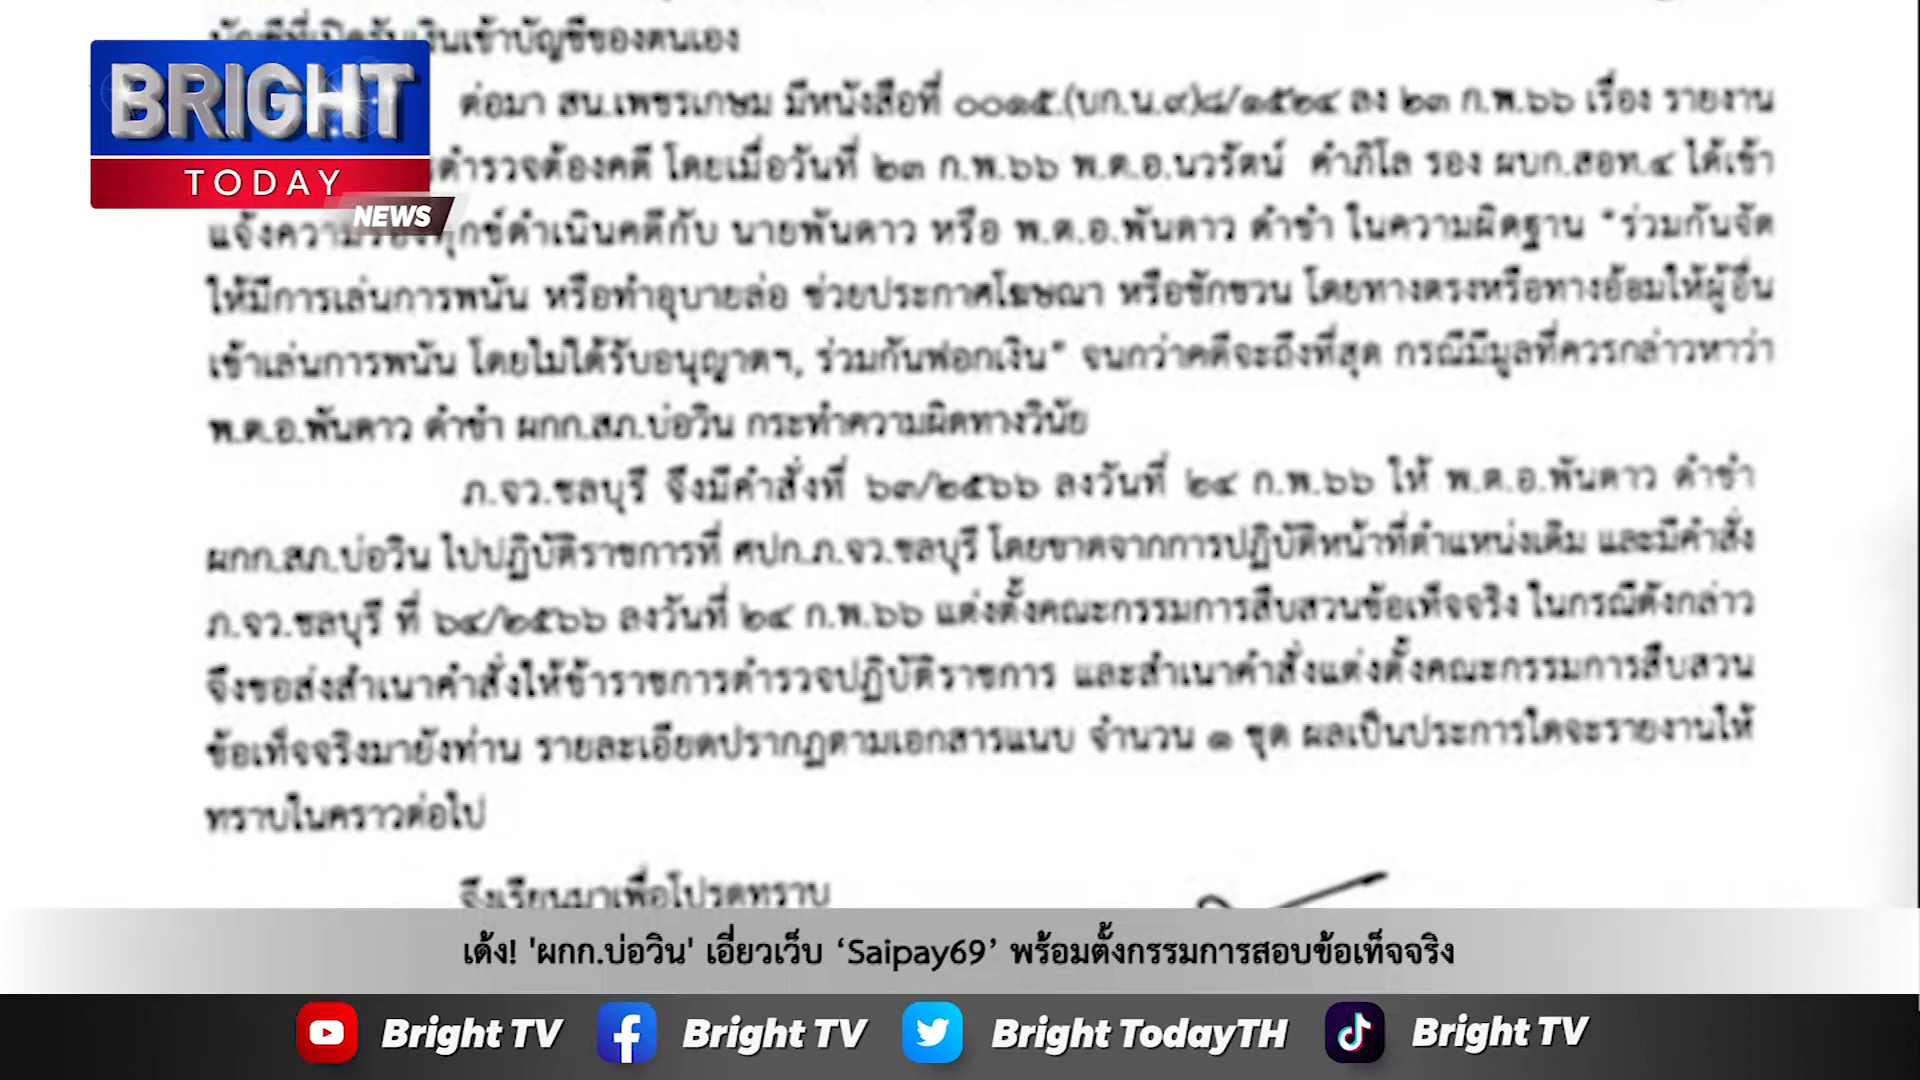 บัญชีที่เปิดรับเงินเข้าบัญชีของตนเอง
BRIGHT
TODAY
NEWS
ต่อมา สน.เพชรเกษม มีหนังสือที่ ๐๐๑๕.(บก.น.๙)๘/๑๕๒๔ ลง ๒๓ ก.พ.๖๖ เรื่อง รายงาน
ตำรวจต้องคดี โดยเมื่อวันที่ ๒๓ ก.พ.๖๖ พ.ต.อ.นวรัตน์ คำภิโล รอง ผบก.สอท.๔ ได้เข้า
แจ้งความร้องทุกข์ดำเนินคดีกับ นายพันดาว หรือ พ.ต.อ.พันดาว ดำขำ ในความผิดฐาน "ร่วมกันจัด
ให้มีการเล่นการพนัน หรือทำอุบายล่อ ช่วยประกาศโฆษณา หรือชักชวน โดยทางตรงหรือทางอ้อมให้ผู้อื่น
เข้าเล่นการพนัน โดยไม่ได้รับอนุญาตฯ, ร่วมกันฟอกเงิน" จนกว่าคดีจะถึงที่สุด กรณีมีมูลที่ควรกล่าวหาว่า
พ.ต.อ.พันดาว ดำขำ ผกก.สภ.บ่อวิน กระทำความผิดทางวินัย
ภ.จว.ชลบุรี จึงมีคำสั่งที่ ๖๓/๒๕๖๖ ลงวันที่ ๒๔ ก.พ.๖๖ ให้ พ.ต.อ.พันดาว ดำขำ
ผกก.สภ.บ่อวิน ไปปฏิบัติราชการที่ ศปก.ภ.จว.ชลบุรี โดยขาดจากการปฏิบัติหน้าที่ตำแหน่งเดิม และมีคำสั่ง
ภ.จว.ชลบุรี ที่ ๖๔/๒๕๖๖ ลงวันที่ ๒๔ ก.พ.๖๖ แต่งตั้งคณะกรรมการสืบสวนข้อเท็จจริง ในกรณีดังกล่าว
จึงขอส่งสำเนาคำสั่งให้ข้าราชการตำรวจปฏิบัติราชการ และสำเนาคำสั่งแต่งตั้งคณะกรรมการสืบสวน
ข้อเท็จจริงมายังท่าน รายละเอียดปรากฏตามเอกสารแนบ จำนวน ๑ ชุด ผลเป็นประการใดจะรายงานให้
ทราบในคราวต่อไป
จึงเรียนมาเพื่อโปรดทราบ
เด้ง! 'ผกก.บ่อวิน' เอี่ยวเว็บ ‘Saipay69’ พร้อมตั้งกรรมการสอบข้อเท็จจริง
Bright TV Bright TV Bright TodayTH Bright TV